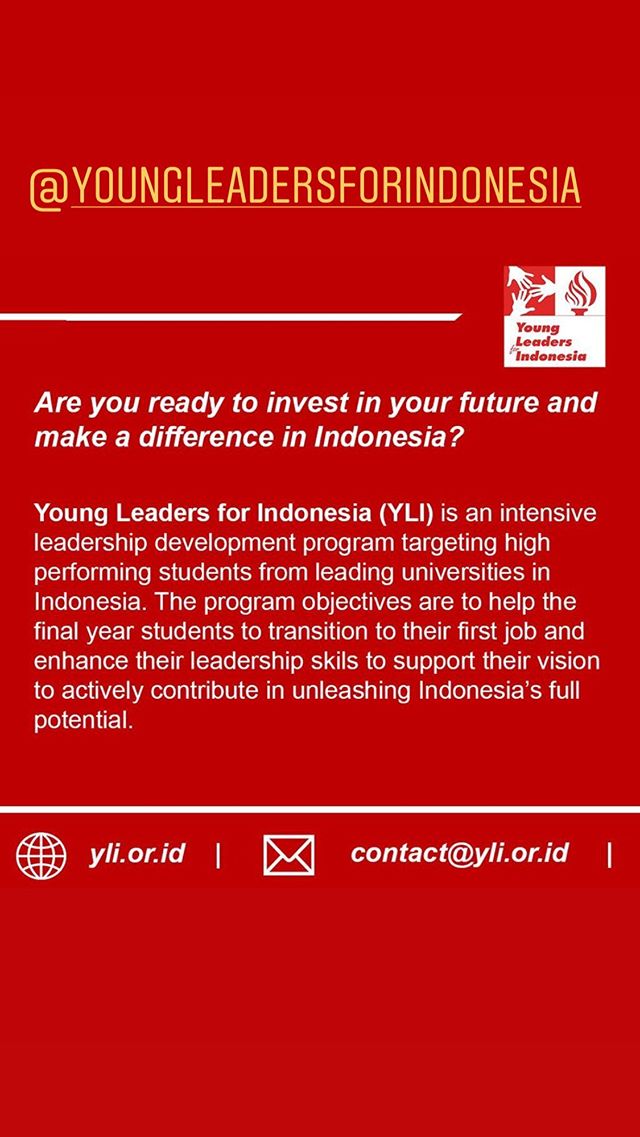 @YOUNGLEADERSFORINDONESIA
Young
Leaders
for Indonesia
Are you ready to invest in your future and
make a difference in Indonesia?
Young Leaders for Indonesia (YLI) is an intensive
leadership development program targeting high
performing students from leading universities in
Indonesia. The program objectives are to help the
final year students to transition to their first job and
enhance their leadership skils to support their vision
to actively contribute in unleashing Indonesia's full
potential.
yli.or.id | contact@yli.or.id |